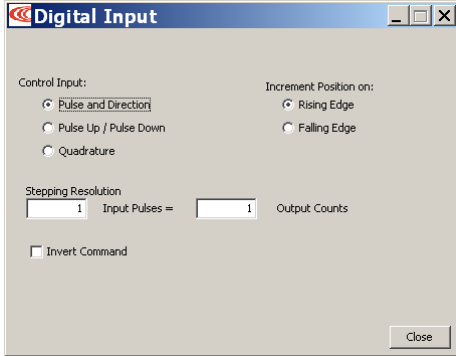 Digital Input
Control Input:
Increment Position on:
Pulse and Direction
Rising Edge
Pulse Up / Pulse Down
Falling Edge
Quadrature
Stepping Resolution
1 Input Pulses = 1 Output Counts
Invert Command
Close